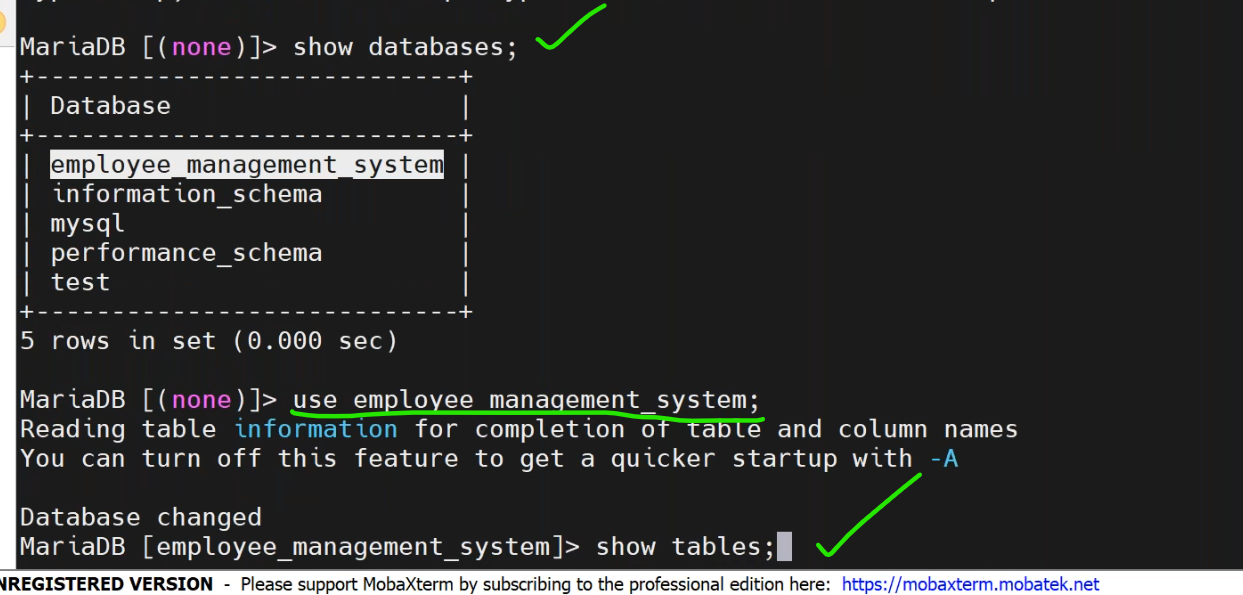 MariaDB [(none)]> show databases;
+----------------------------+
| Database |
+----------------------------+
| employee_management_system |
| information_schema |
| mysql |
| performance_schema |
| test |
+----------------------------+
5 rows in set (0.000 sec)
MariaDB [(none)]> use employee_management_system;
Reading table information for completion of table and column names
You can turn off this feature to get a quicker startup with -A
Database changed
MariaDB [employee_management_system]> show tables;
NREGISTERED VERSION - Please support MobaXterm by subscribing to the professional edition here: https://mobaxterm.mobatek.net